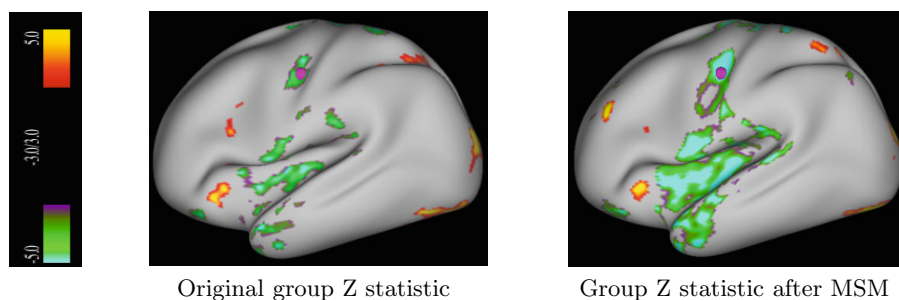 5.0
-3.0/3.0
-5.0
Original group Z statistic
Group Z statistic after MSM